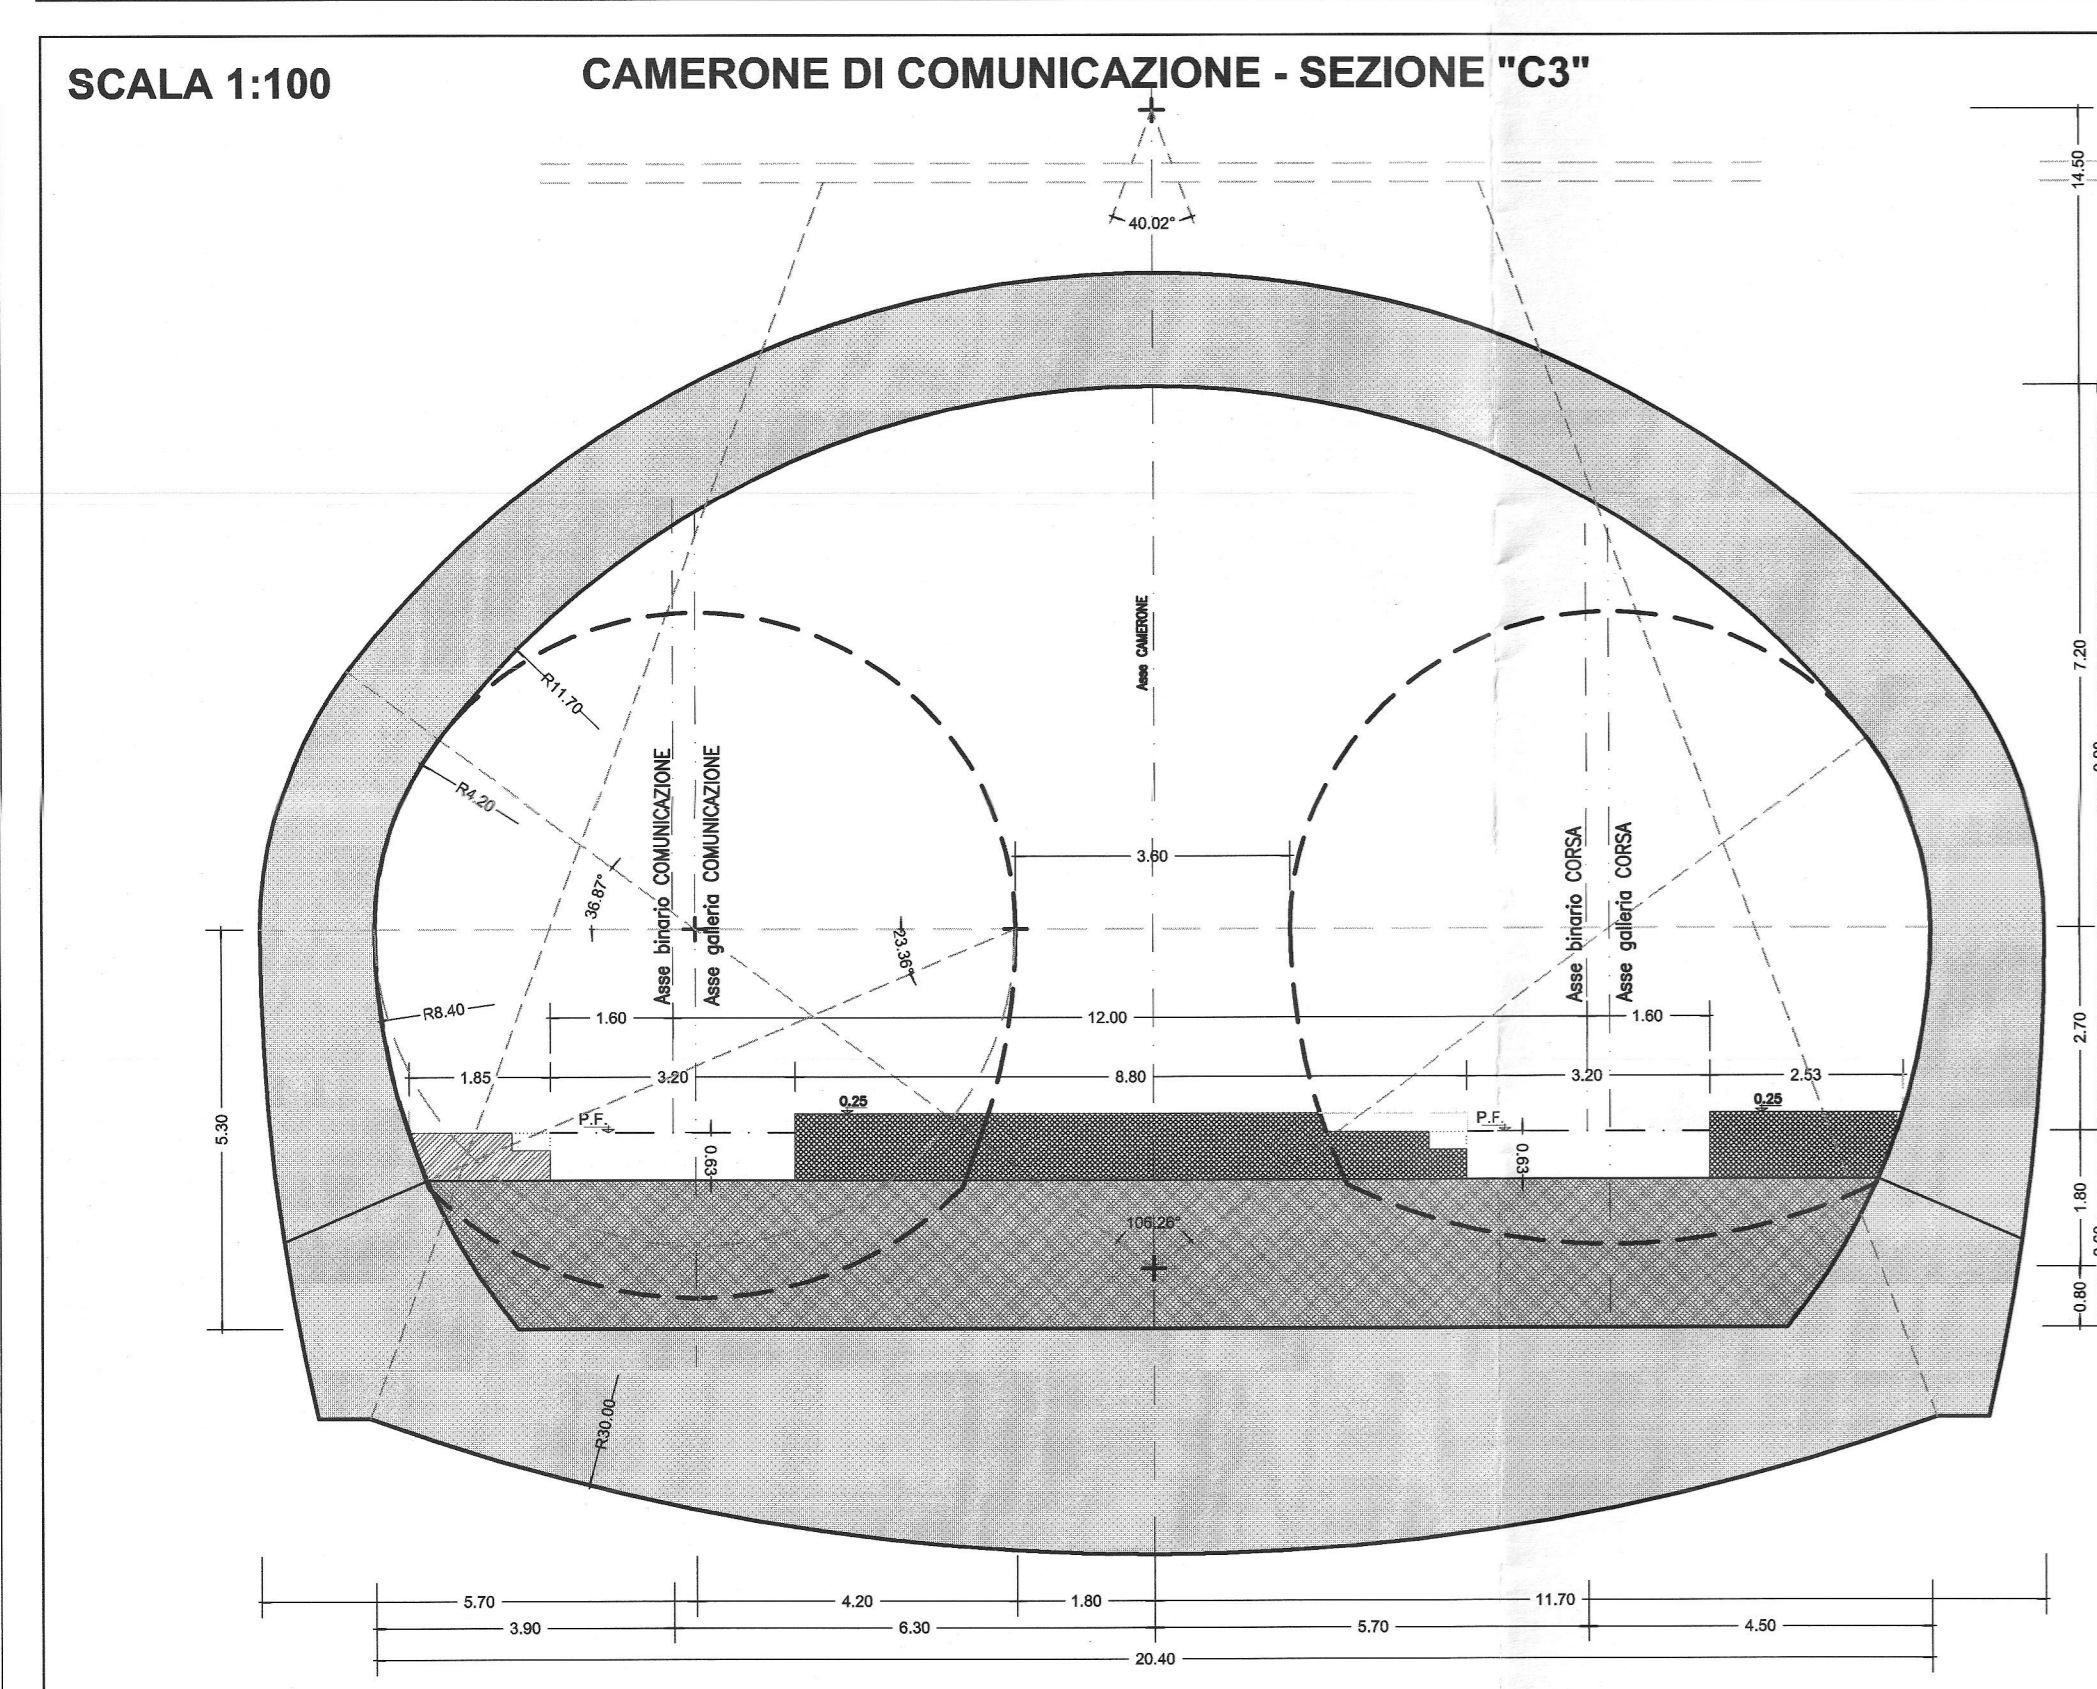 SCALA 1:100
CAMERONE DI COMUNICAZIONE - SEZIONE "C3"
14.50
40.02°
Asse CAMERONE
7.20
R11.70
R4.20
Asse binario COMUNICAZIONE
Asse galleria COMUNICAZIONE
Asse binario CORSA
Asse galleria CORSA
3.60
36.87°
23.36°
R8.40
1.60
12.00
1.60
2.70
1.85
3.20
8.80
3.20
2.53
0.25
0.25
P.F.
P.F.
5.30
0.63
0.63
1.80
106.26°
0.80
R30.00
5.70
4.20
1.80
11.70
3.90
6.30
5.70
4.50
20.40